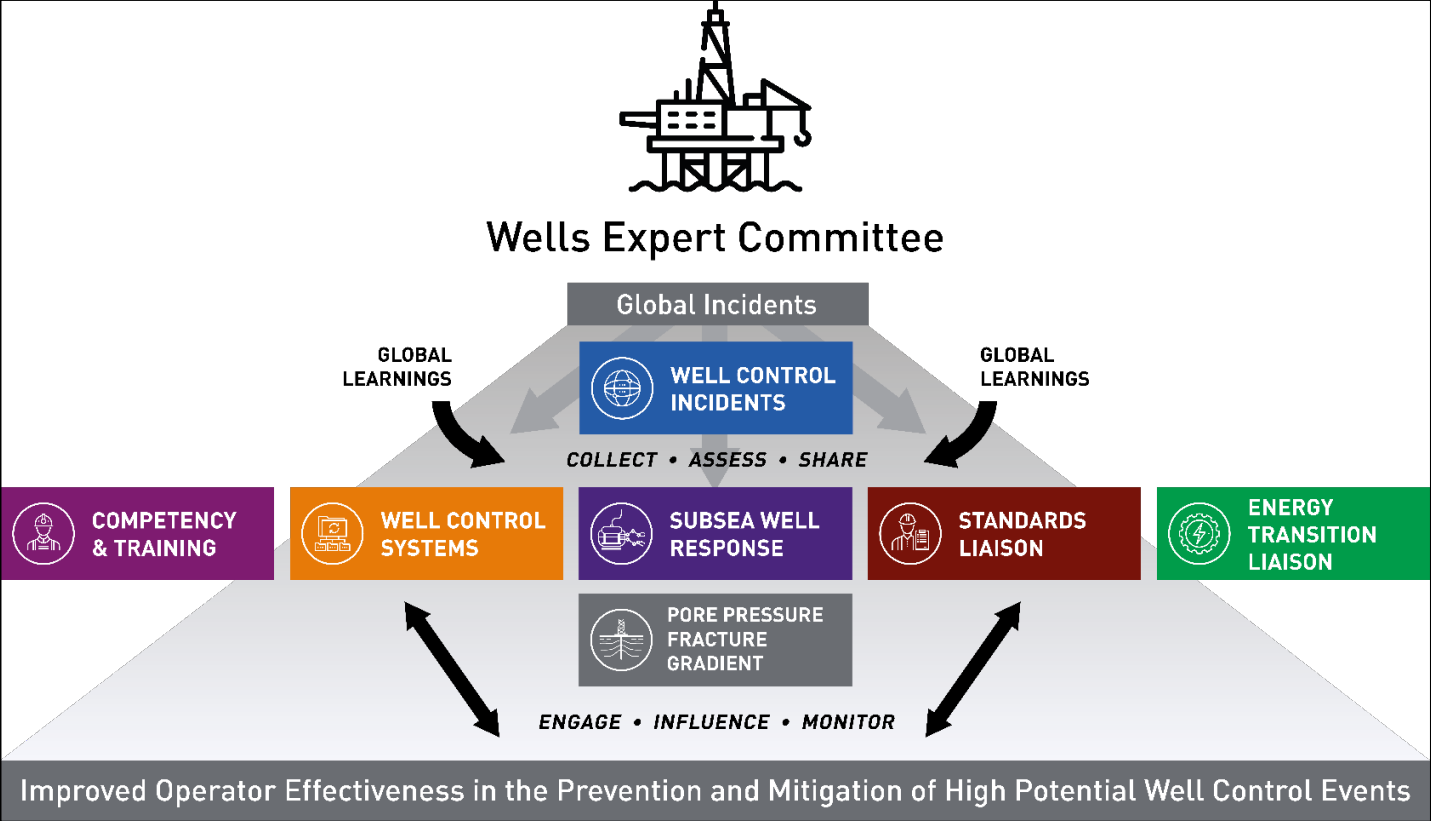 Wells Expert Committee
Global Incidents
GLOBAL
LEARNINGS
WELL CONTROL
INCIDENTS
GLOBAL
LEARNINGS
COLLECT • ASSESS • SHARE
COMPETENCY
& TRAINING
WELL CONTROL
SYSTEMS
SUBSEA WELL
RESPONSE
STANDARDS
LIAISON
ENERGY
TRANSITION
LIAISON
PORE PRESSURE
FRACTURE
GRADIENT
ENGAGE • INFLUENCE • MONITOR
Improved Operator Effectiveness in the Prevention and Mitigation of High Potential Well Control Events